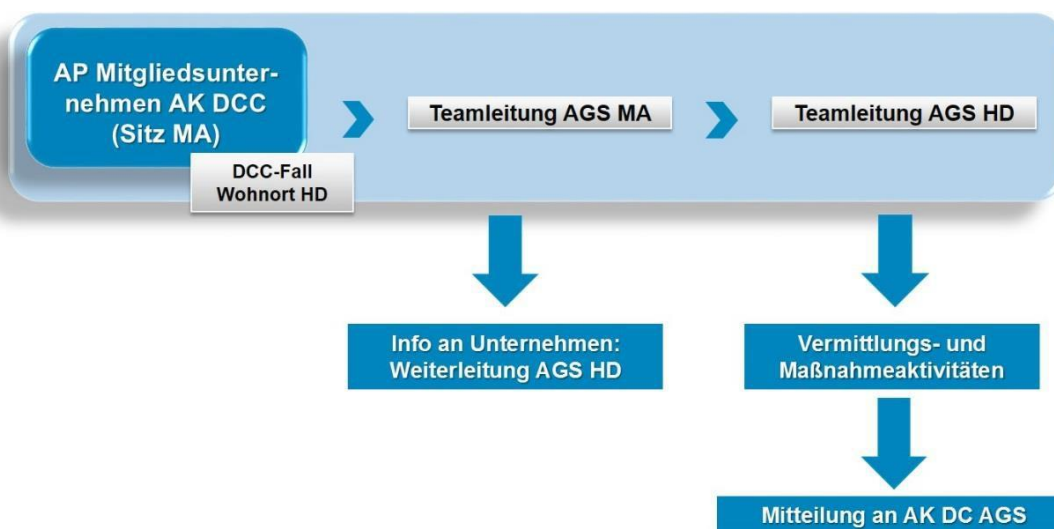 AP Mitgliedsunter-
nehmen AK DCC
(Sitz MA)
DCC-Fall
Wohnort HD
Teamleitung AGS MA
Teamleitung AGS HD
Info an Unternehmen:
Weiterleitung AGS HD
Vermittlungs- und
Maßnahmeaktivitäten
Mitteilung an AK DC AGS